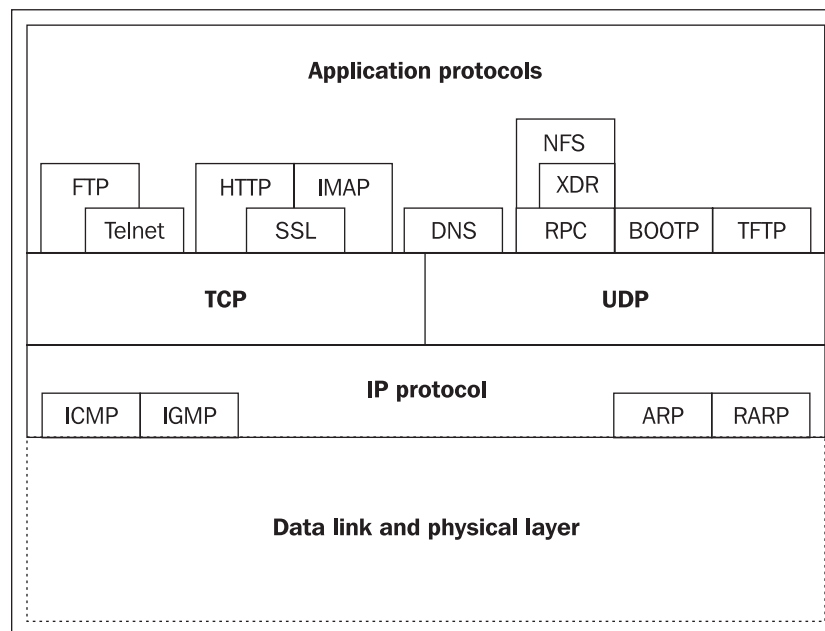 Application protocols
NFS
FTP HTTP IMAP XDR
Telnet SSL DNS RPC BOOTP TFTP
TCP UDP
IP protocol
ICMP IGMP ARP RARP
Data link and physical layer